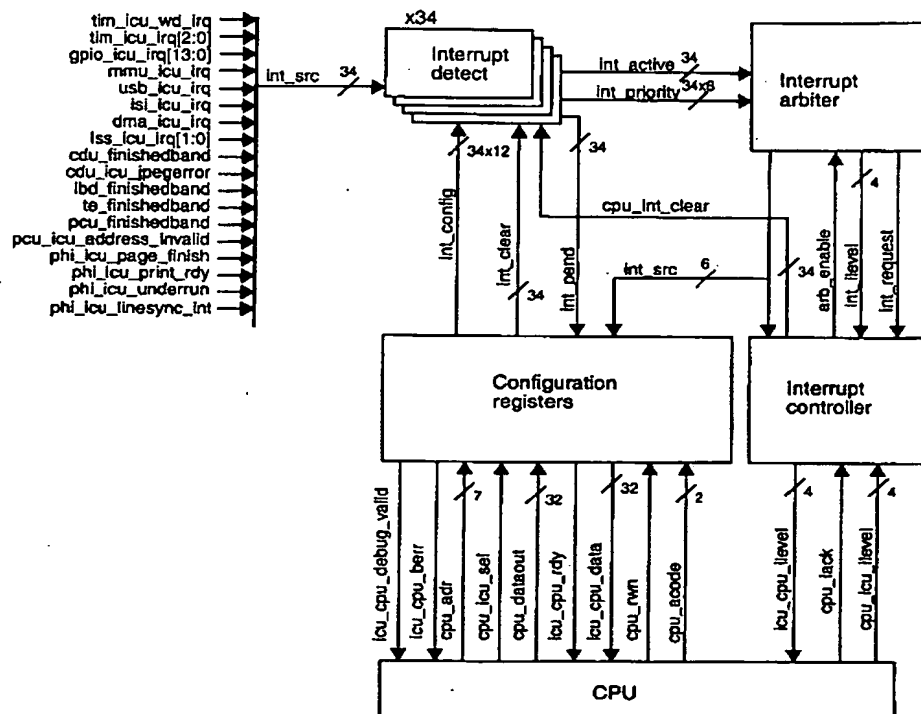 tim_icu_wd_irq
tim_icu_irq[2:0]
gpio_icu_irq[13:0]
mmu_icu_irq
usb_icu_irq
isi_icu_irq
dma_icu_irq
lss_icu_irq[1:0]
cdu_finishedband
cdu_icu_jpegerror
lbd_finishedband
te_finishedband
pcu_finishedband
pcu_icu_address_invalid
phi_icu_page_finish
phi_icu_print_rdy
phi_icu_underrun
phi_icu_linesync_int
int_src
34
x34
Interrupt
detect
int_active
34
int_priority
34x8
Interrupt
arbiter
34x12
34
int_config
int_clear
34
int_pend
cpu_int_clear
int_src
6
34
arb_enable
4
int_ilevel
int_request
Configuration
registers
Interrupt
controller
icu_cpu_debug_valid
icu_cpu_berr
cpu_adr
7
cpu_icu_sel
cpu_dataout
32
icu_cpu_rdy
icu_cpu_data
32
cpu_rwn
cpu_acode
2
icu_cpu_ilevel
4
cpu_iack
cpu_icu_ilevel
4
CPU